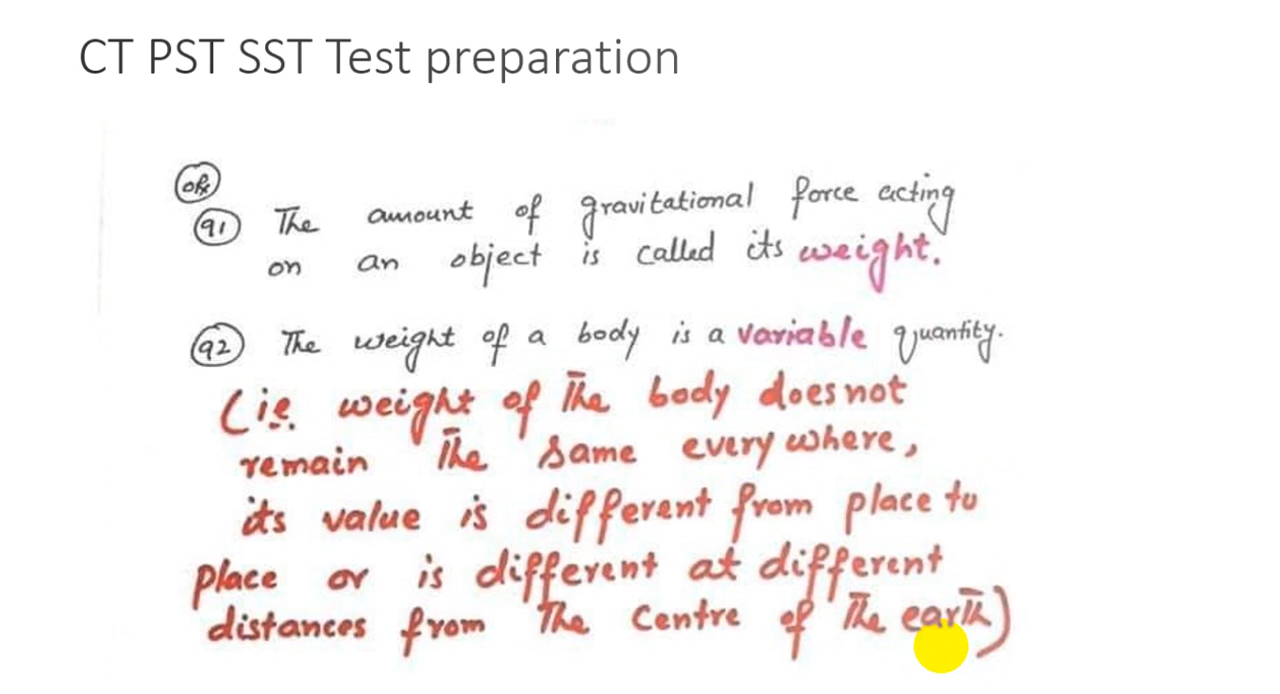 CT PST SST Test preparation
OR
91 The amount of gravitational force acting
on an object is called its weight.
92 The weight of a body is a variable quantity.
(i.e. weight of The body does not
remain The same every where,
its value is different from place to
place or is different at different
distances from The Centre of The earth)